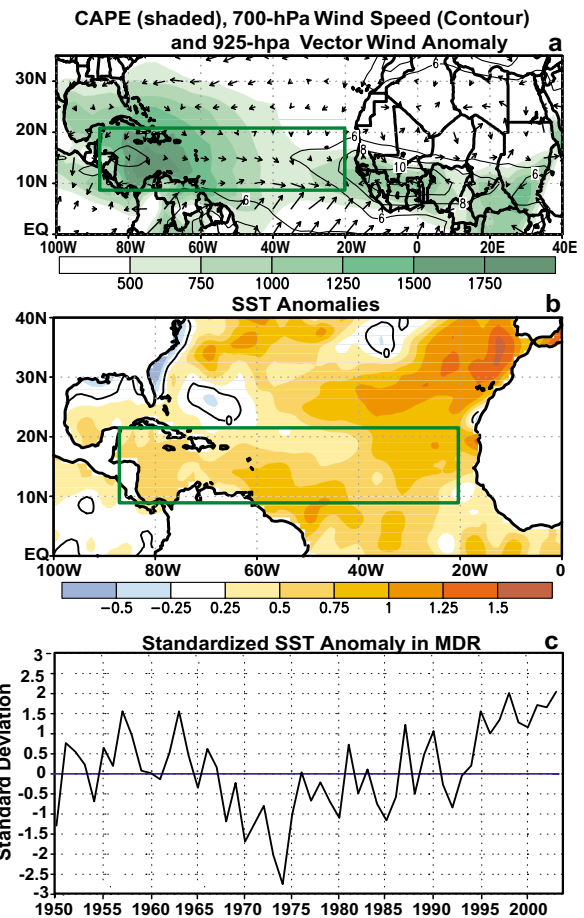 CAPE (shaded), 700-hPa Wind Speed (Contour)
and 925-hpa Vector Wind Anomaly
a
30N
20N
10N
EQ
6
6
8
10
6
6
8
6
100W 80W 60W 40W 20W 0 20E 40E
500 750 1000 1250 1500 1750
SST Anomalies
b
40N
30N
20N
10N
EQ
0
0
100W 80W 60W 40W 20W 0
-0.5 -0.25 0.25 0.5 0.75 1 1.25 1.5
Standardized SST Anomaly in MDR
c
Standard Deviation
3
2.5
2
1.5
1
0.5
0
-0.5
-1
-1.5
-2
-2.5
-3
1950 1955 1960 1965 1970 1975 1980 1985 1990 1995 2000